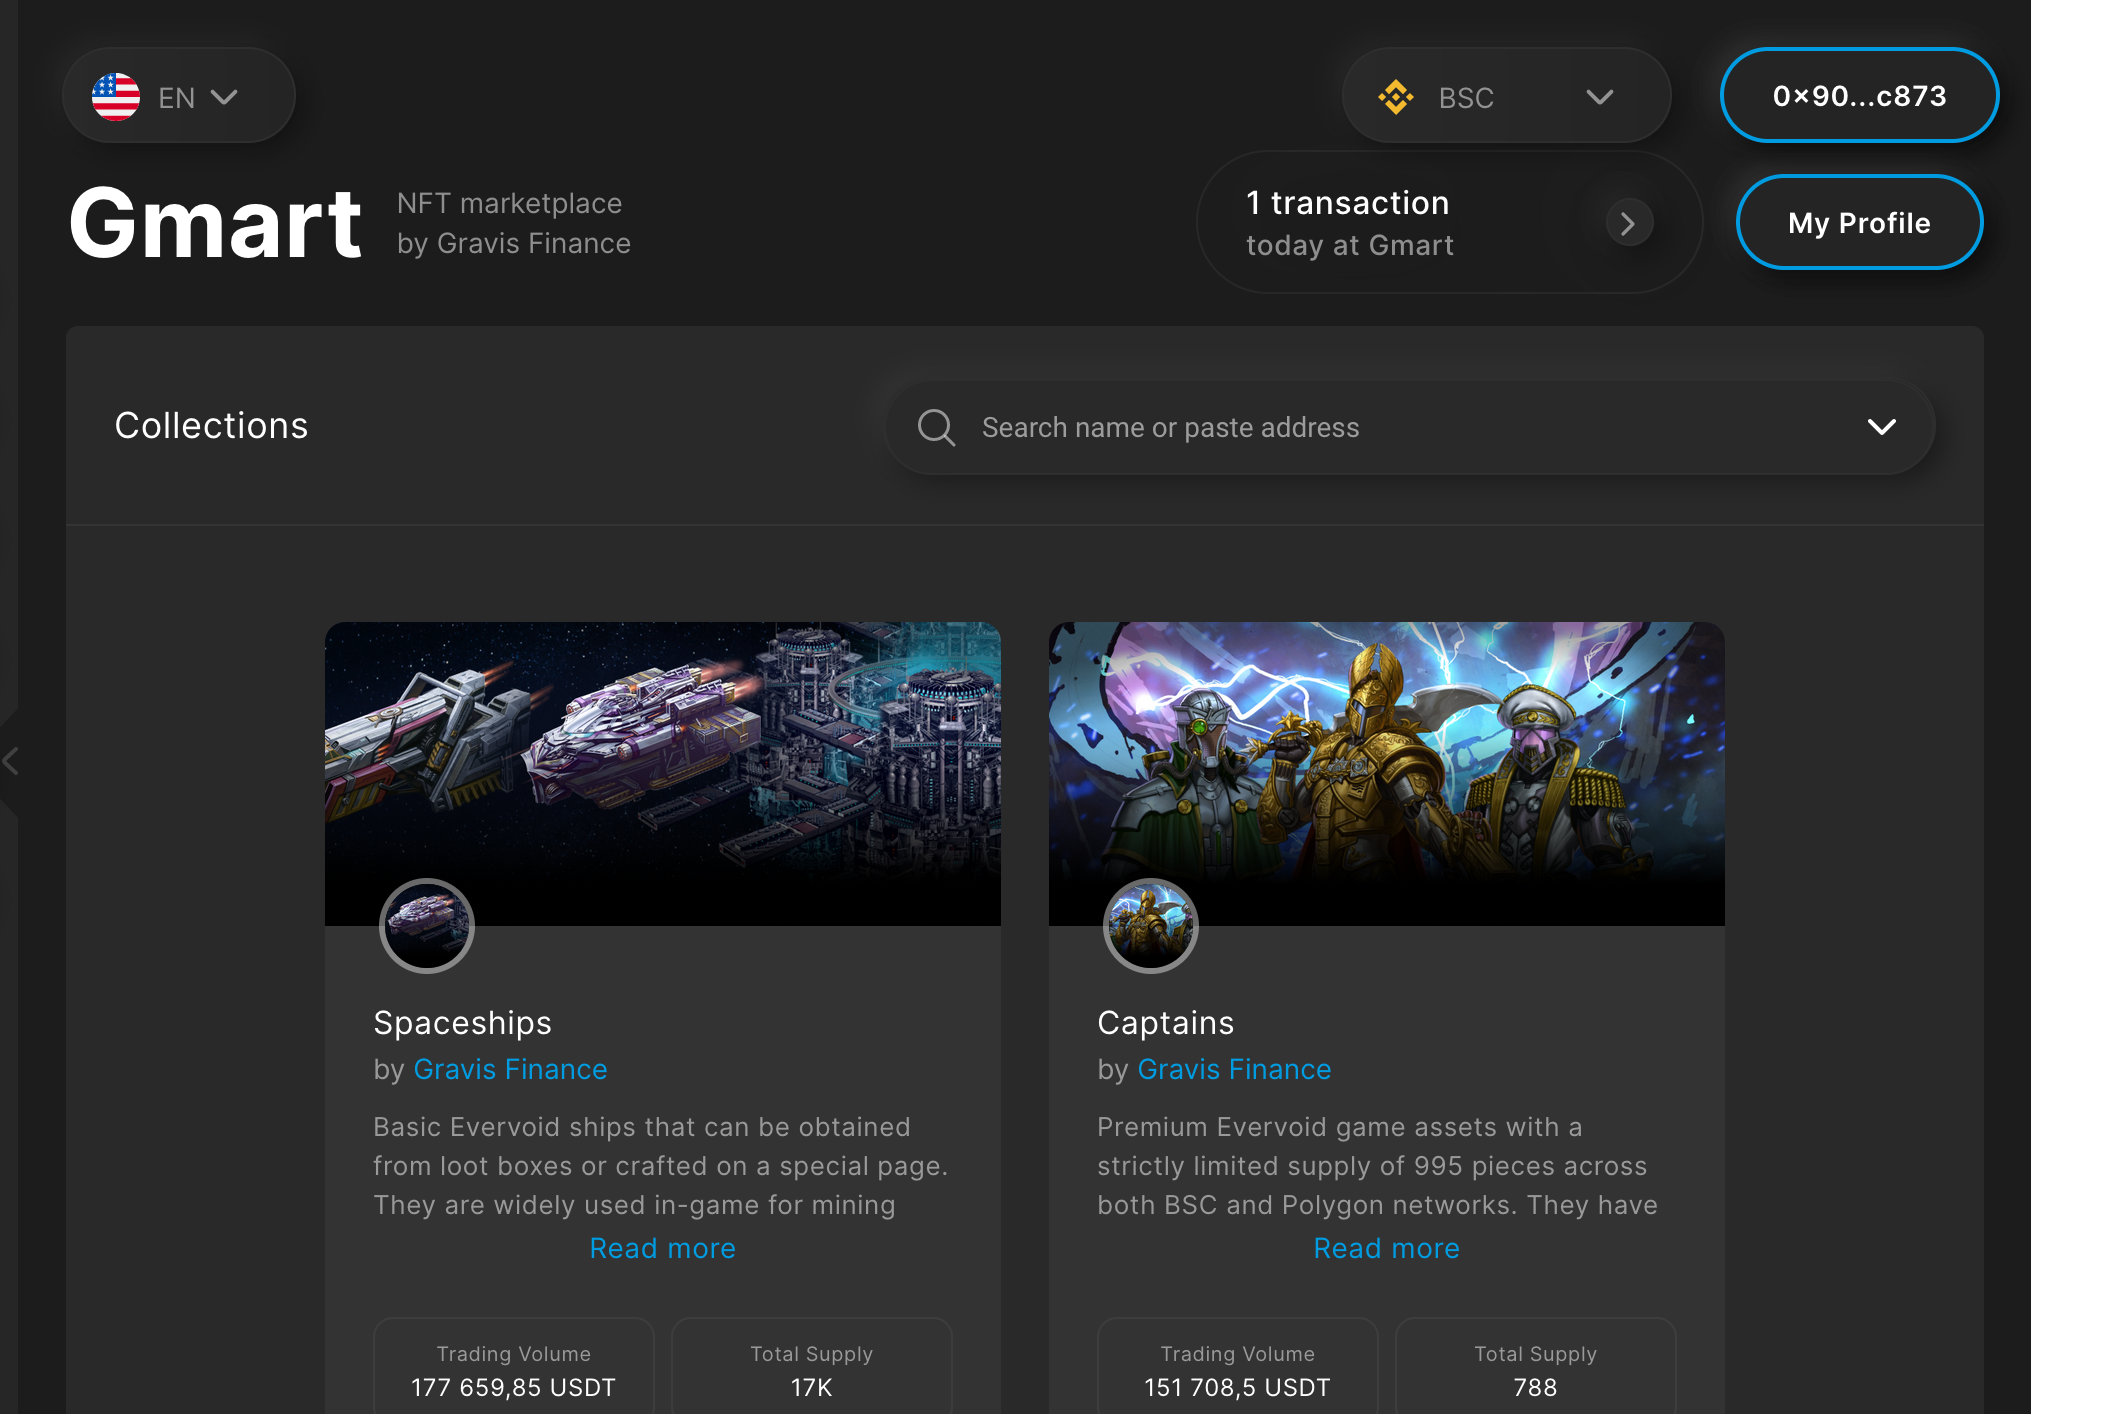 EN
BSC
0×90...c873
Gmart
NFT marketplace
by Gravis Finance
1 transaction
today at Gmart
My Profile
Collections
Search name or paste address
Spaceships
by Gravis Finance
Basic Evervoid ships that can be obtained
from loot boxes or crafted on a special page.
They are widely used in-game for mining
Read more
Trading Volume
177 659,85 USDT
Total Supply
17K
Captains
by Gravis Finance
Premium Evervoid game assets with a
strictly limited supply of 995 pieces across
both BSC and Polygon networks. They have
Read more
Trading Volume
151 708,5 USDT
Total Supply
788